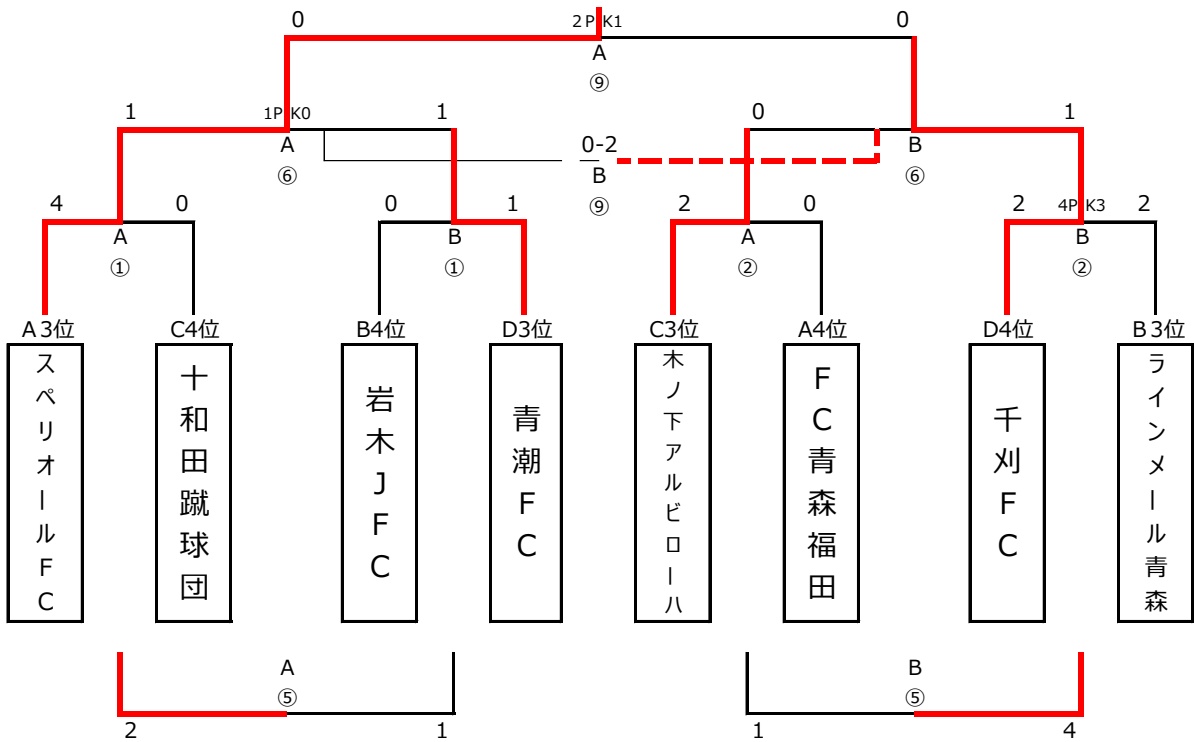 0 2PK1 0
A
⑨
1 1PK0 1 0 1
A 0-2 B
⑥ B ⑥
⑨
4 0 0 1 2 0 2 4PK3 2
A B A B
① ① ② ②
A3位 C4位 B4位 D3位 C3位 A4位 D4位 B3位
スペリオールFC
十和田蹴球団
岩木JFC
青潮FC
木ノ下アルビローハ
FC青森福田
千刈FC
ラインメール青森
A B
⑤ ⑤
2 1 1 4